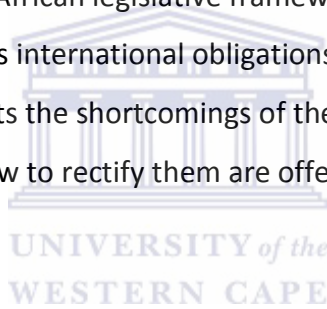 African legislative framew
s international obligations
ts the shortcomings of the
w to rectify them are offe
UNIVERSITY of the
WESTERN CAPE